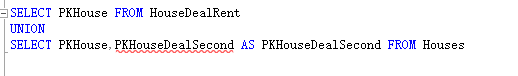 SELECT PKHouse FROM HouseDealRent
UNION
SELECT PKHouse,PKHouseDealSecond AS PKHouseDealSecond FROM Houses